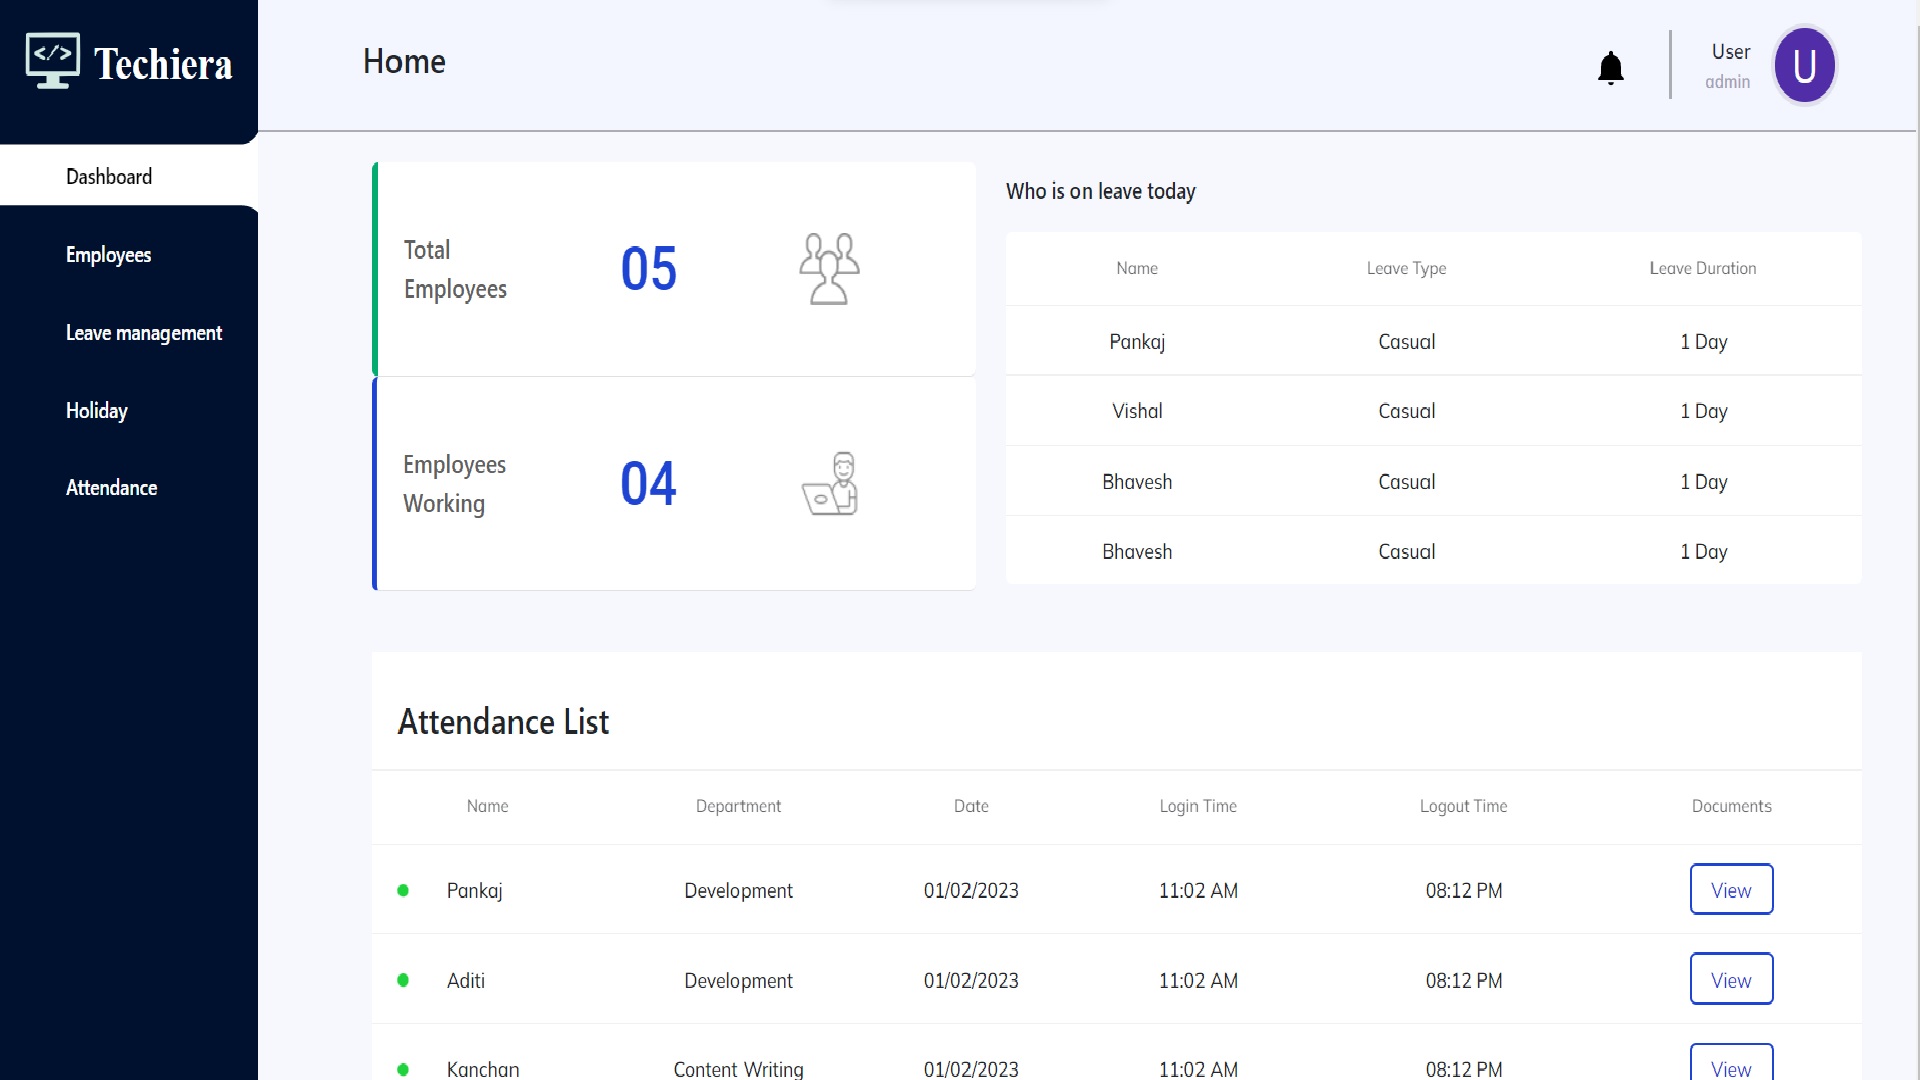 Techiera
Home
User
admin
U
Dashboard
Employees
Leave management
Holiday
Attendance
Total
Employees
05
Employees
Working
04
Who is on leave today
Name Leave Type Leave Duration
Pankaj Casual 1 Day
Vishal Casual 1 Day
Bhavesh Casual 1 Day
Bhavesh Casual 1 Day
Attendance List
Name Department Date Login Time Logout Time Documents
Pankaj Development 01/02/2023 11:02 AM 08:12 PM View
Aditi Development 01/02/2023 11:02 AM 08:12 PM View
Kanchan Content Writing 01/02/2023 11:02 AM 08:12 PM View